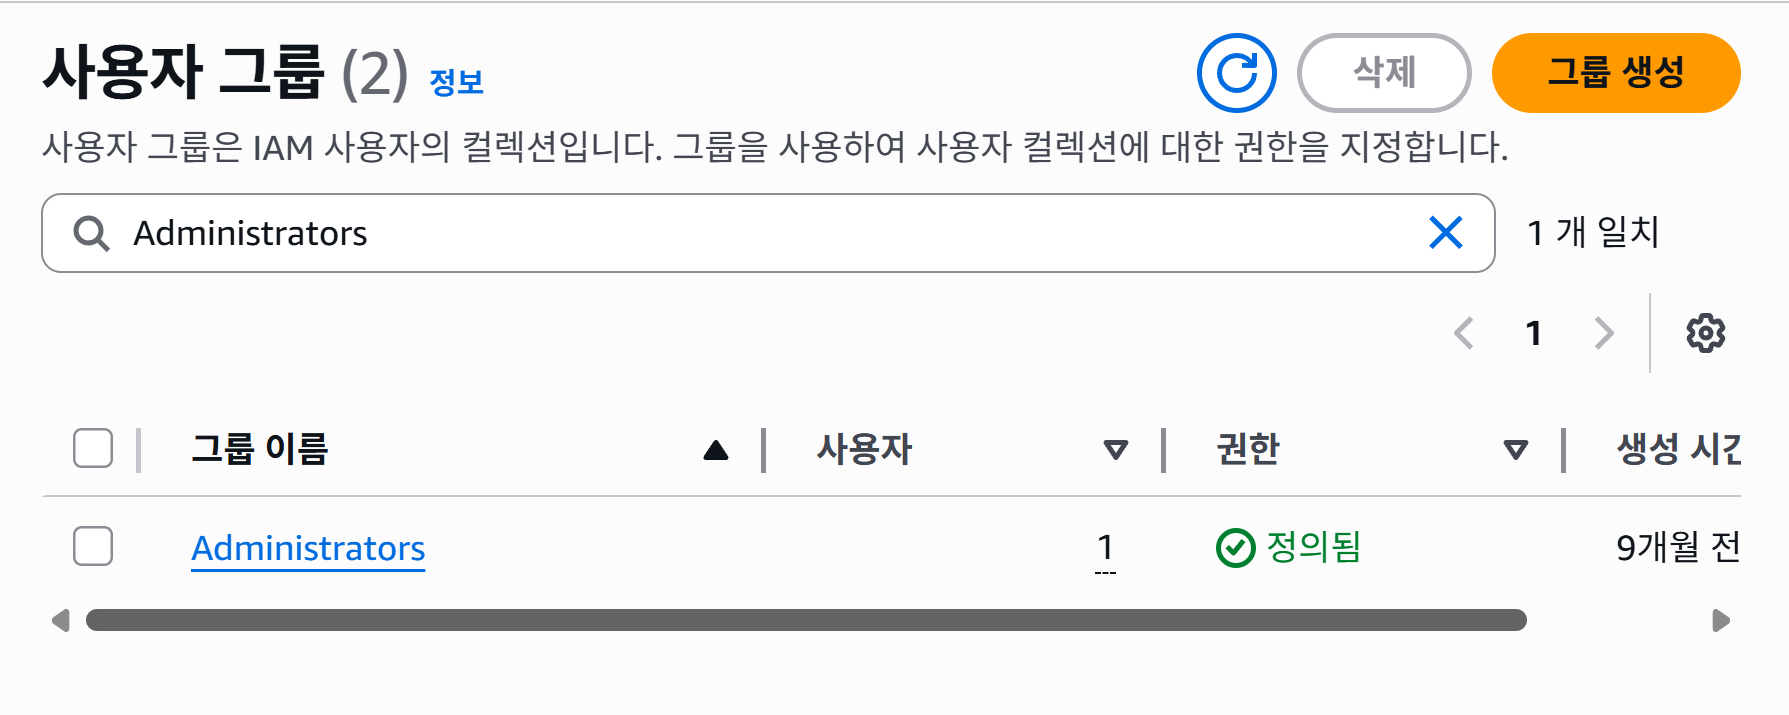 사용자 그룹 (2) 정보
삭제
그룹 생성
사용자 그룹은 IAM 사용자의 컬렉션입니다. 그룹을 사용하여 사용자 컬렉션에 대한 권한을 지정합니다.
Administrators
1 개 일치
1
그룹 이름 사용자 권한 생성 시간
Administrators 1 정의됨 9개월 전